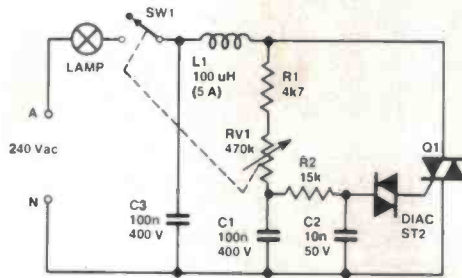 SW1
LAMP
L1
100 uH
(5 A)
R1
4k7
A
RV1
470k
Q1
240 Vac
R2
15k
N
C3
100n
400 V
C1
100n
400 V
C2
10n
50 V
DIAC
ST2